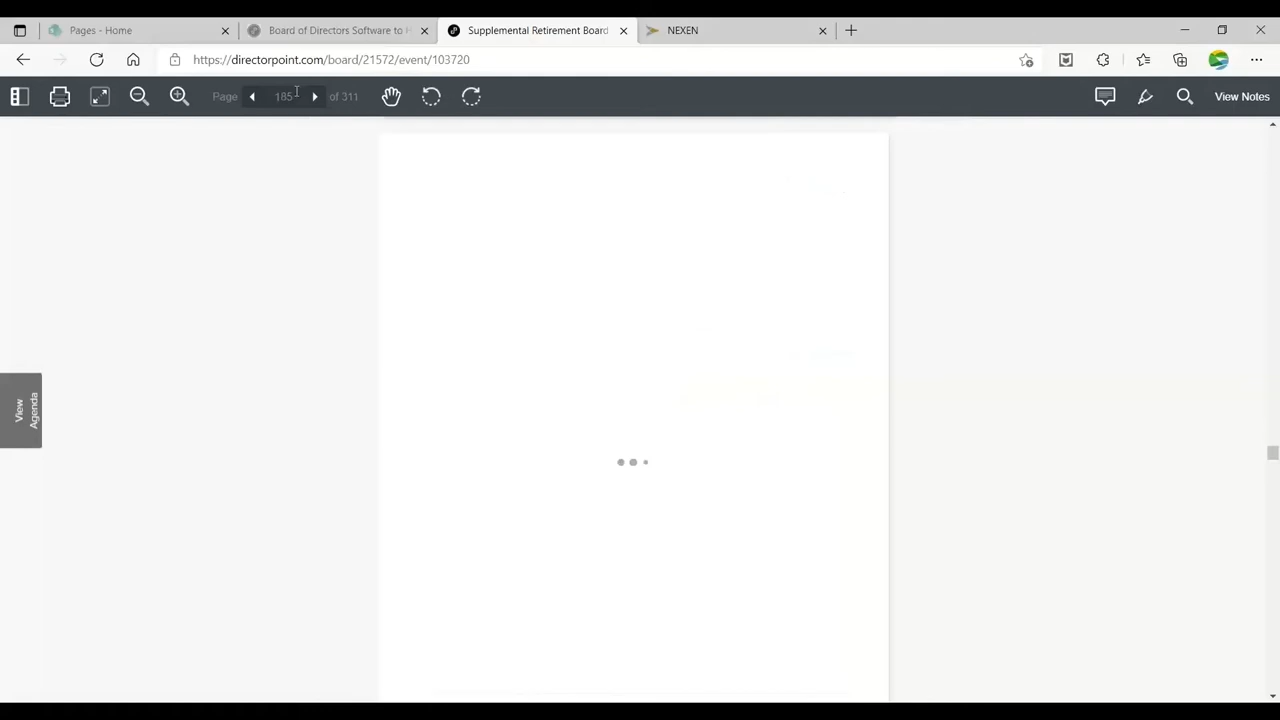 Pages - Home
Board of Directors Software to H
Supplemental Retirement Board
NEXEN
https://directorpoint.com/board/21572/event/103720
Page 185 of 311
View Notes
View
Agenda